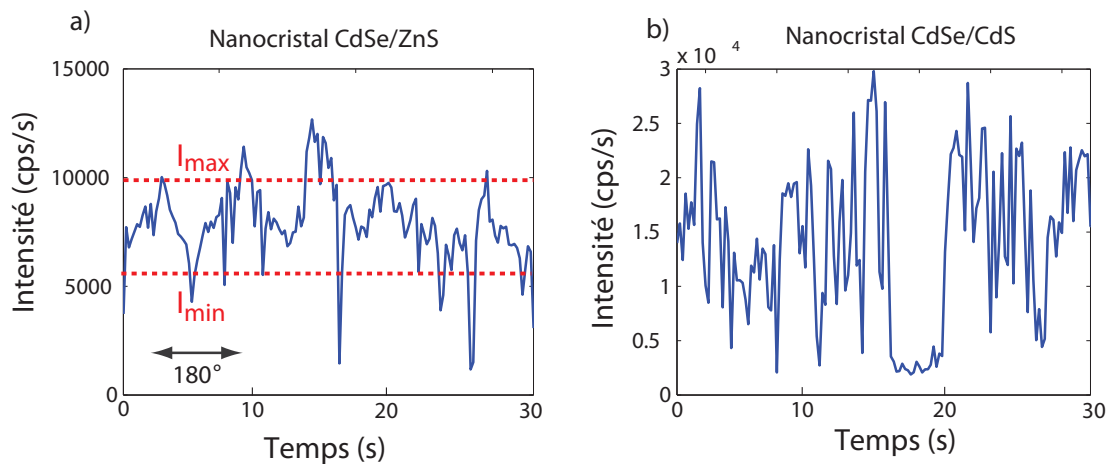 a)
Nanocristal CdSe/ZnS
15000
10000
5000
0
Intensité (cps/s)
Imax
Imin
180°
0 10 20 30
Temps (s)
b)
Nanocristal CdSe/CdS
x 10 4
3
2.5
2
1.5
1
0.5
0
Intensité (cps/s)
0 10 20 30
Temps (s)